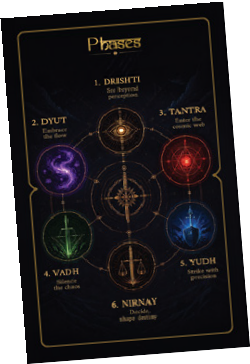 Phases
1. DRISHTI
See beyond
perception
2. DYUT
Embrace
the flow
3. TANTRA
Enter the
cosmic web
4. VADH
Silence
the chaos
5. YUDH
Strike with
precision
6. NIRNAY
Decide,
shape destiny